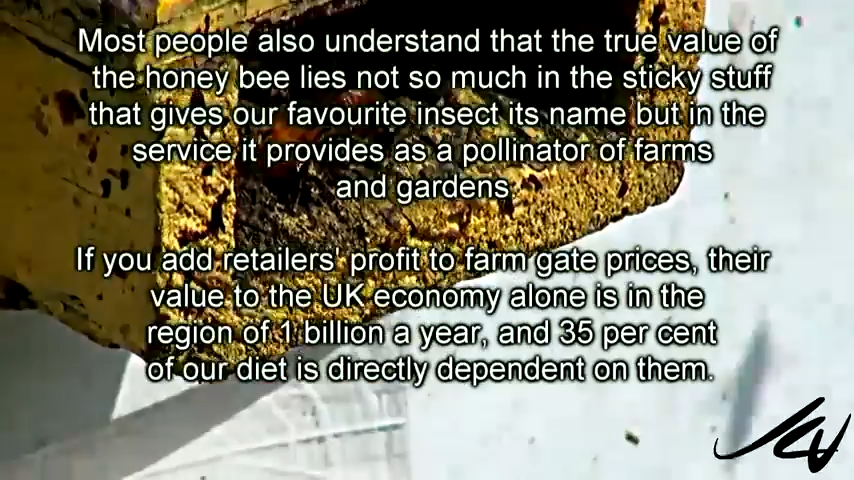 Most people also understand that the true value of
the honey bee lies not so much in the sticky stuff
that gives our favourite insect its name but in the
service it provides as a pollinator of farms
and gardens.
If you add retailers' profit to farm gate prices, their
value to the UK economy alone is in the
region of 1 billion a year, and 35 per cent
of our diet is directly dependent on them.